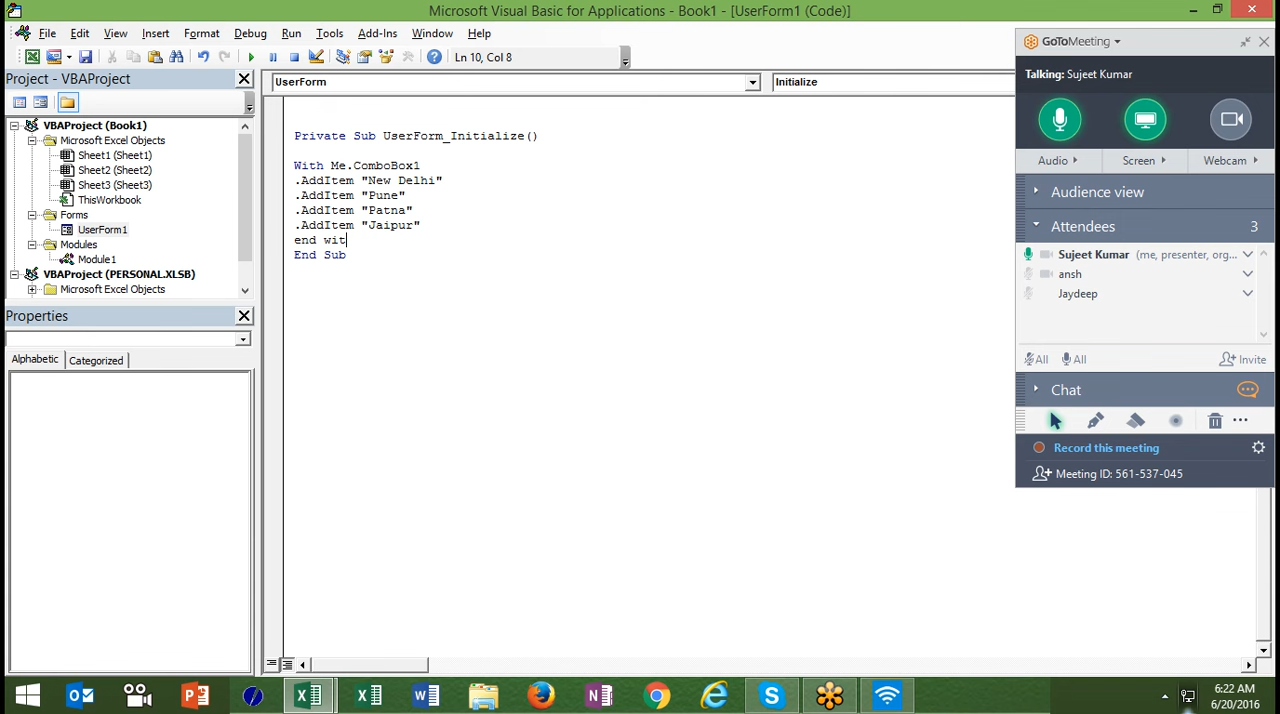 Microsoft Visual Basic for Applications - Book1 - [UserForm1 (Code)]
File Edit View Insert Format Debug Run Tools Add-Ins Window Help
Ln 10, Col 8
Project - VBAProject
UserForm
Initialize
VBAProject (Book1)
Microsoft Excel Objects
Sheet1 (Sheet1)
Sheet2 (Sheet2)
Sheet3 (Sheet3)
ThisWorkbook
Forms
UserForm1
Modules
Module1
VBAProject (PERSONAL.XLSB)
Microsoft Excel Objects
Properties
Alphabetic Categorized
Private Sub UserForm_Initialize()
With Me.ComboBox1
.AddItem "New Delhi"
.AddItem "Pune"
.AddItem "Patna"
.AddItem "Jaipur"
end wit
End Sub
GoToMeeting
Talking: Sujeet Kumar
Audio Screen Webcam
Audience view
Attendees 3
Sujeet Kumar (me, presenter, org...
ansh
Jaydeep
All All Invite
Chat
Record this meeting
Meeting ID: 561-537-045
6:22 AM
6/20/2016